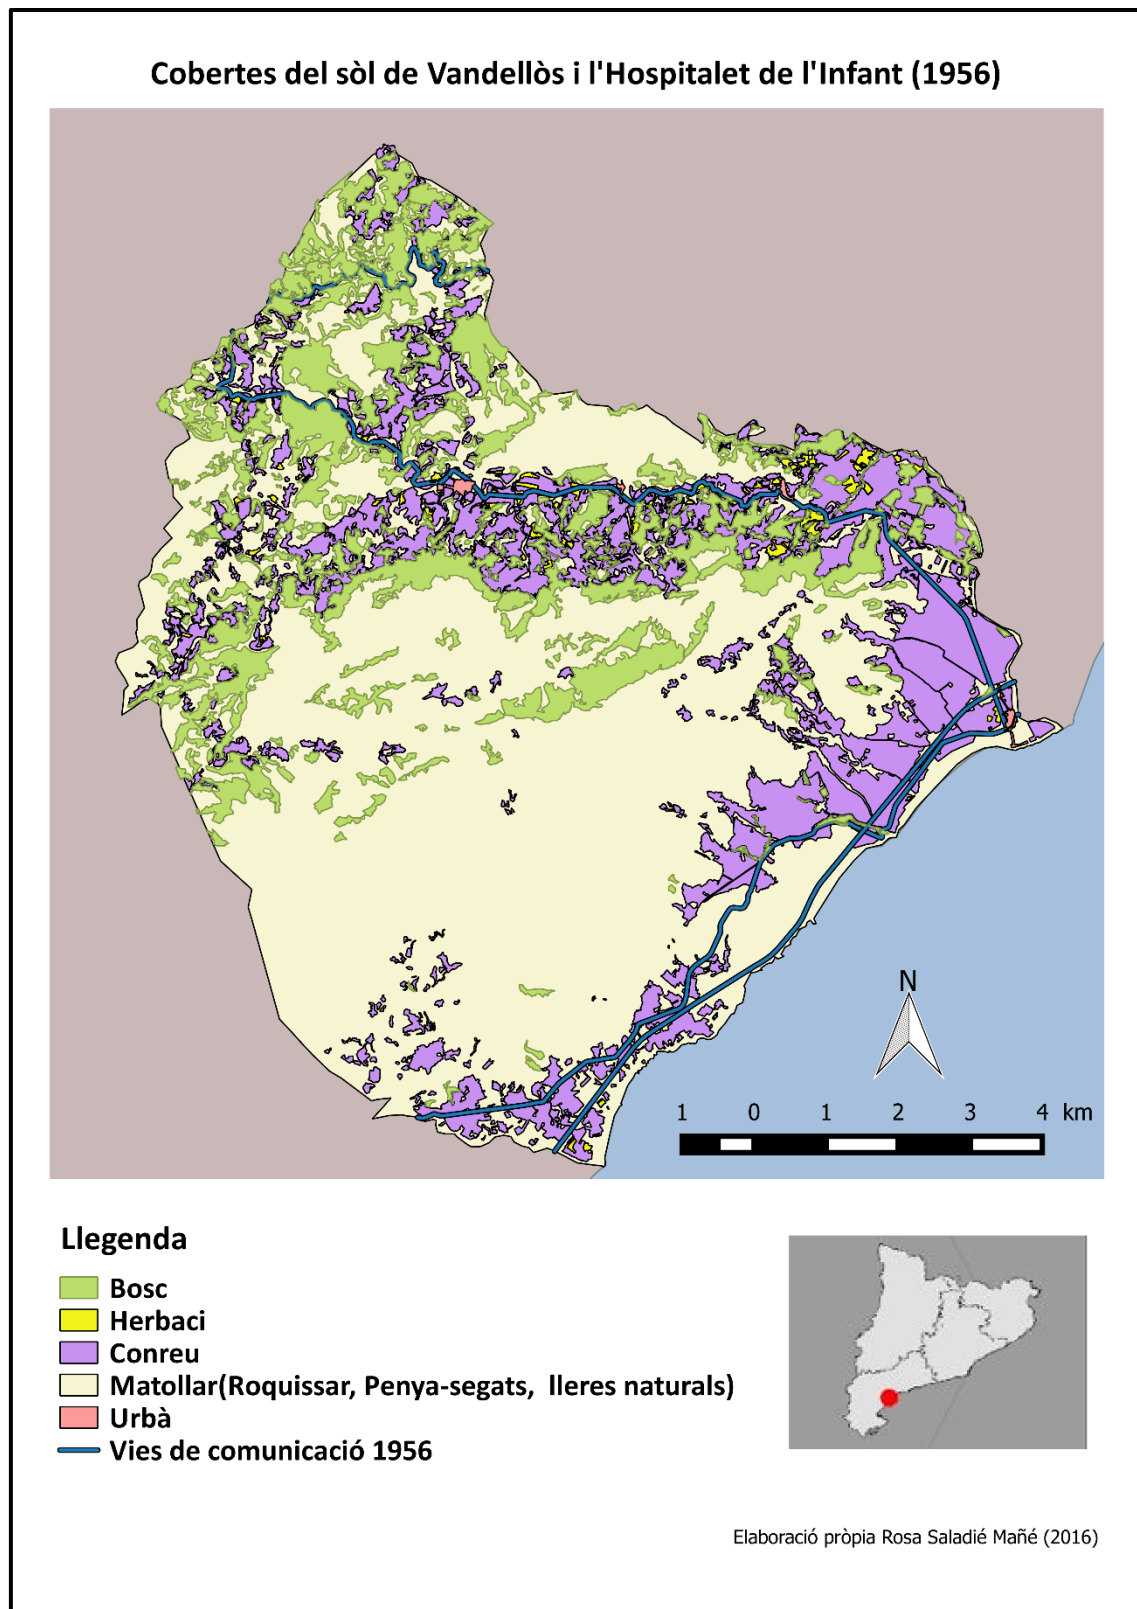 Cobertes del sòl de Vandellòs i l'Hospitalet de l'Infant (1956)
N
1 0 1 2 3 4 km
Llegenda
Bosc
Herbaci
Conreu
Matollar(Roquissar, Penya-segats, lleres naturals)
Urbà
Vies de comunicació 1956
Elaboració pròpia Rosa Saladié Mañé (2016)